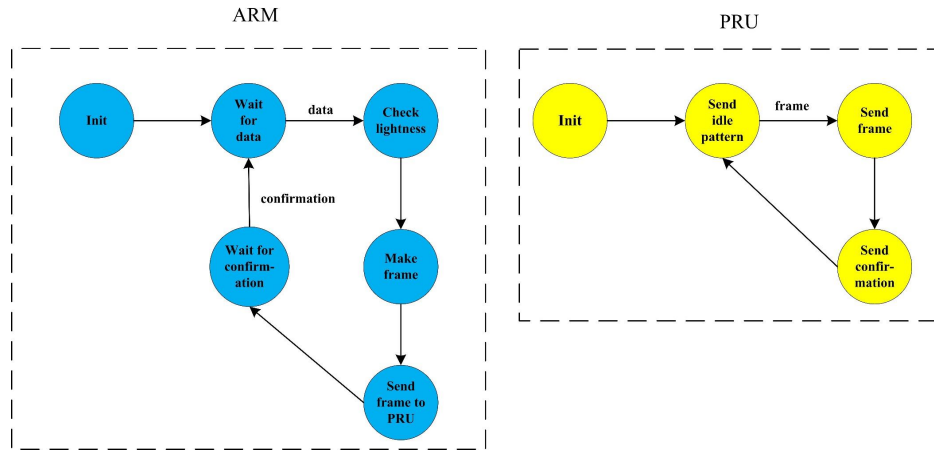 ARM
PRU
Init
Wait
for
data
data
Check
lightness
confirmation
Wait for
confirm-
ation
Make
frame
Send
frame to
PRU
Init
Send
idle
pattern
frame
Send
frame
Send
confir-
mation